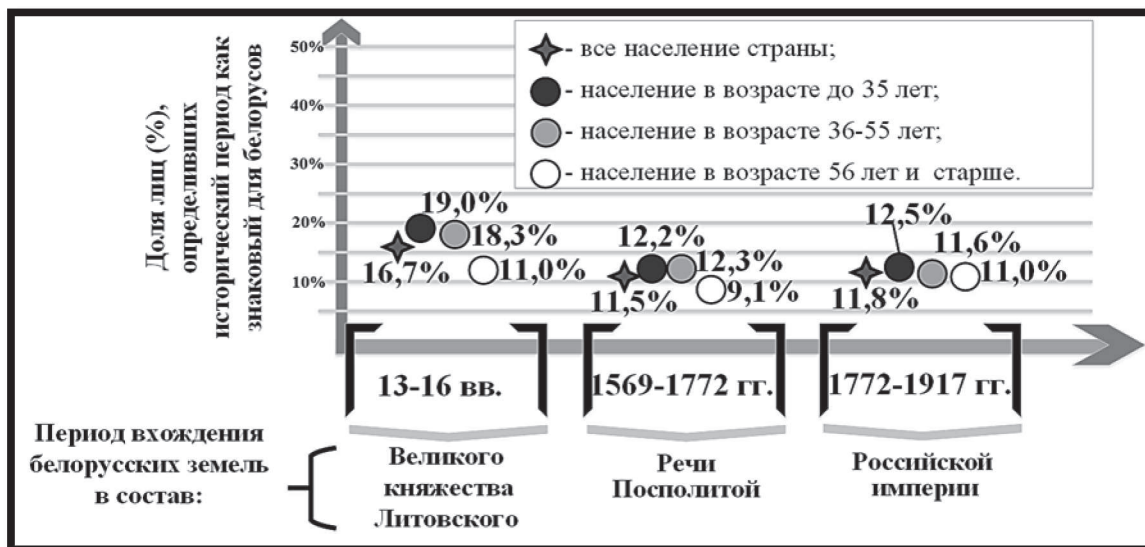 Доля лиц (%),
определивших
исторический период как
знаковый для белорусов
50%
40%
30%
20%
10%
- все население страны;
- население в возрасте до 35 лет;
- население в возрасте 36-55 лет;
- население в возрасте 56 лет и старше.
19,0%
18,3%
16,7%
11,0%
12,2%
12,3%
11,5%
9,1%
12,5%
11,6%
11,8%
11,0%
13-16 вв.
1569-1772 гг.
1772-1917 гг.
Период вхождения
белорусских земель
в состав:
Великого
княжества
Литовского
Речи
Посполитой
Российской
империи